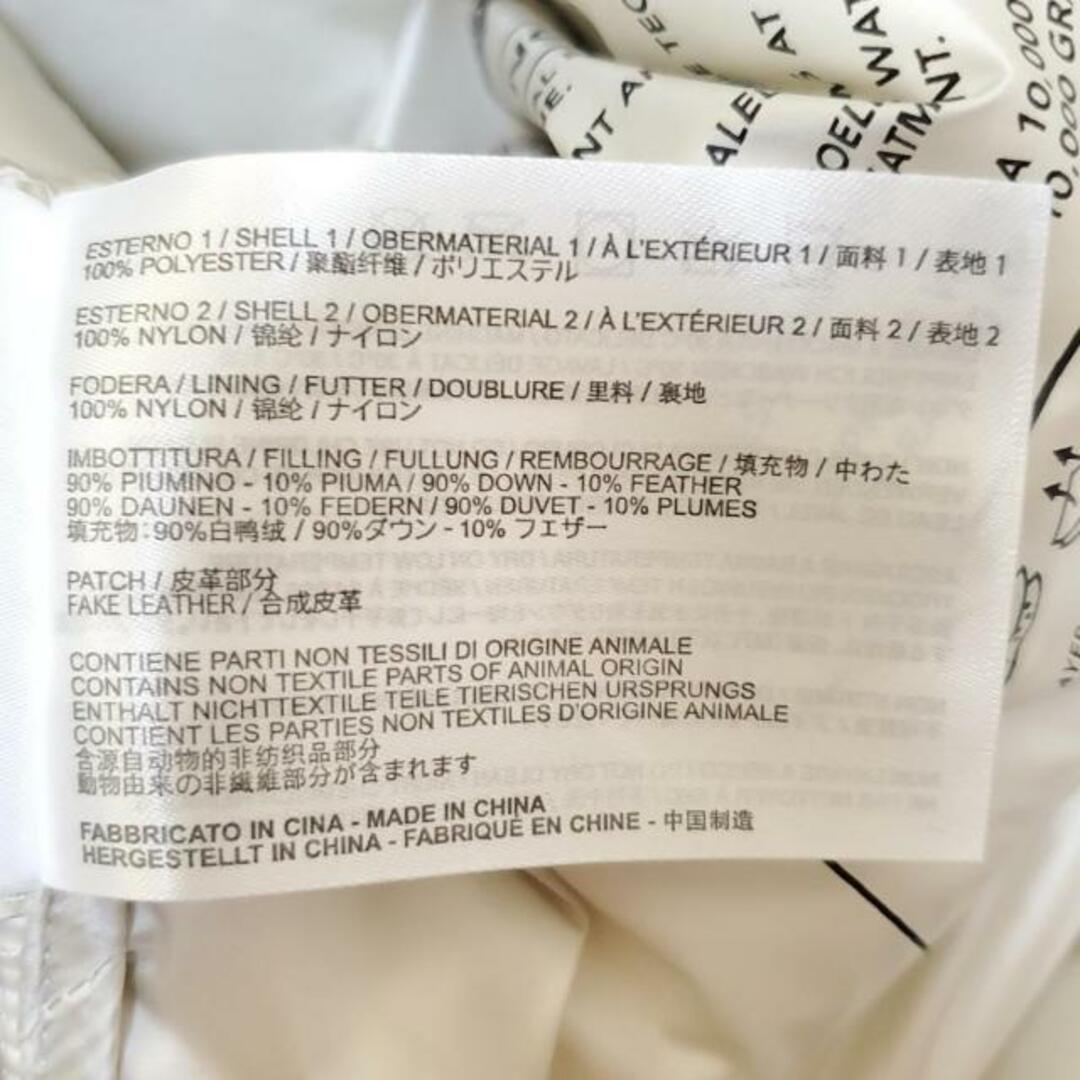 ESTERNO 1 / SHELL 1 / OBERMATERIAL 1 / À L'EXTÉRIEUR 1 / 面料 1 / 表地 1
100% POLYESTER / 聚酯纤维 / ポリエステル
ESTERNO 2 / SHELL 2 / OBERMATERIAL 2 / À L'EXTÉRIEUR 2 / 面料 2 / 表地 2
100% NYLON / 锦纶 / ナイロン
FODERA / LINING / FUTTER / DOUBLURE / 里料 / 裏地
100% NYLON / 锦纶 / ナイロン
IMBOTTITURA / FILLING / FULLUNG / REMBOURRAGE / 填充物 / 中わた
90% PIUMINO - 10% PIUMA / 90% DOWN - 10% FEATHER
90% DAUNEN - 10% FEDERN / 90% DUVET - 10% PLUMES
填充物：90%白鸭绒 / 90%ダウン - 10% フェザー
PATCH / 皮革部分
FAKE LEATHER / 合成皮革
CONTIENE PARTI NON TESSILI DI ORIGINE ANIMALE
CONTAINS NON TEXTILE PARTS OF ANIMAL ORIGIN
ENTHALT NICHTTEXTILE TEILE TIERISCHEN URSPRUNGS
CONTIENT LES PARTIES NON TEXTILES D'ORIGINE ANIMALE
含源自动物的非纺织品部分
動物由来の非繊維部分が含まれます
FABBRICATO IN CINA - MADE IN CHINA
HERGESTELLT IN CHINA - FABRIQUÉ EN CHINE - 中国制造
A 10,000
10,000 GR